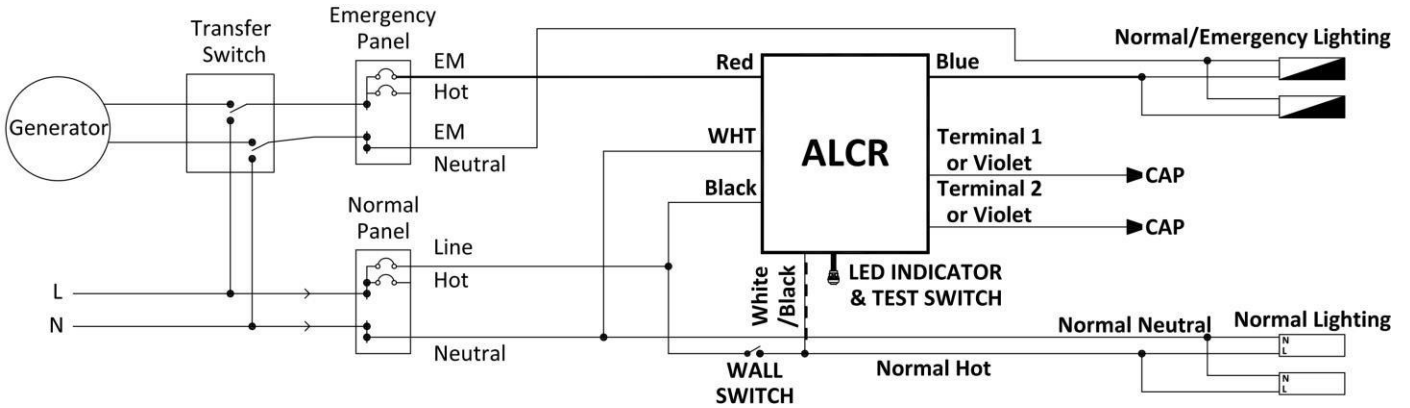 Transfer
Switch
Generator
Emergency
Panel
EM
Hot
EM
Neutral
Normal
Panel
Line
Hot
Neutral
L
N
Red
WHT
Black
ALCR
Blue
Terminal 1
or Violet
Terminal 2
or Violet
CAP
CAP
White
/Black
LED INDICATOR
& TEST SWITCH
WALL
SWITCH
Normal/Emergency Lighting
Normal Neutral
Normal Hot
Normal Lighting
N
L
N
L